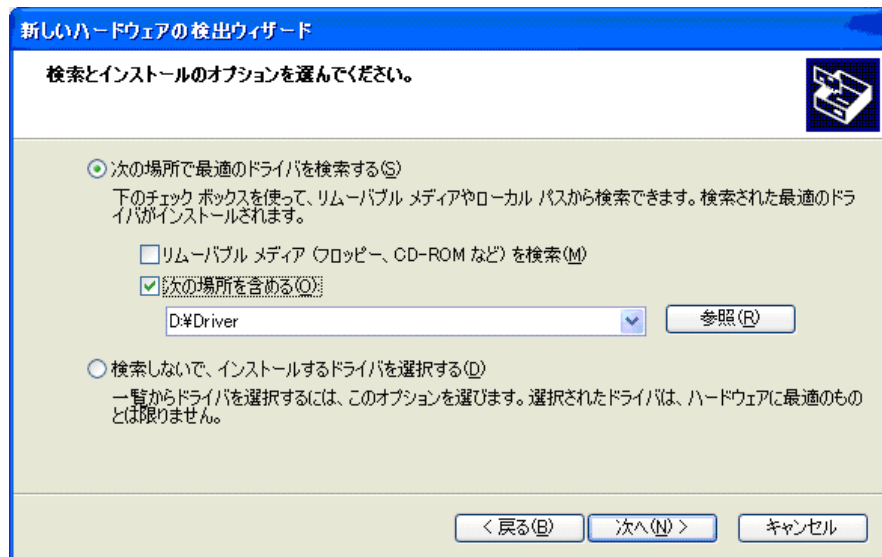 新しいハードウェアの検出ウィザード
検索とインストールのオプションを選んでください。
次の場所で最適のドライバを検索する(S)
下のチェック ボックスを使って、リムーバブル メディアやローカル パスから検索できます。検索された最適のドラ
イバがインストールされます。
リムーバブル メディア (フロッピー、CD-ROM など) を検索(M)
次の場所を含める(O):
D:¥Driver
参照(R)
検索しないで、インストールするドライバを選択する(D)
一覧からドライバを選択するには、このオプションを選びます。選択されたドライバは、ハードウェアに最適のもの
とは限りません。
< 戻る(B)
次へ(N) >
キャンセル